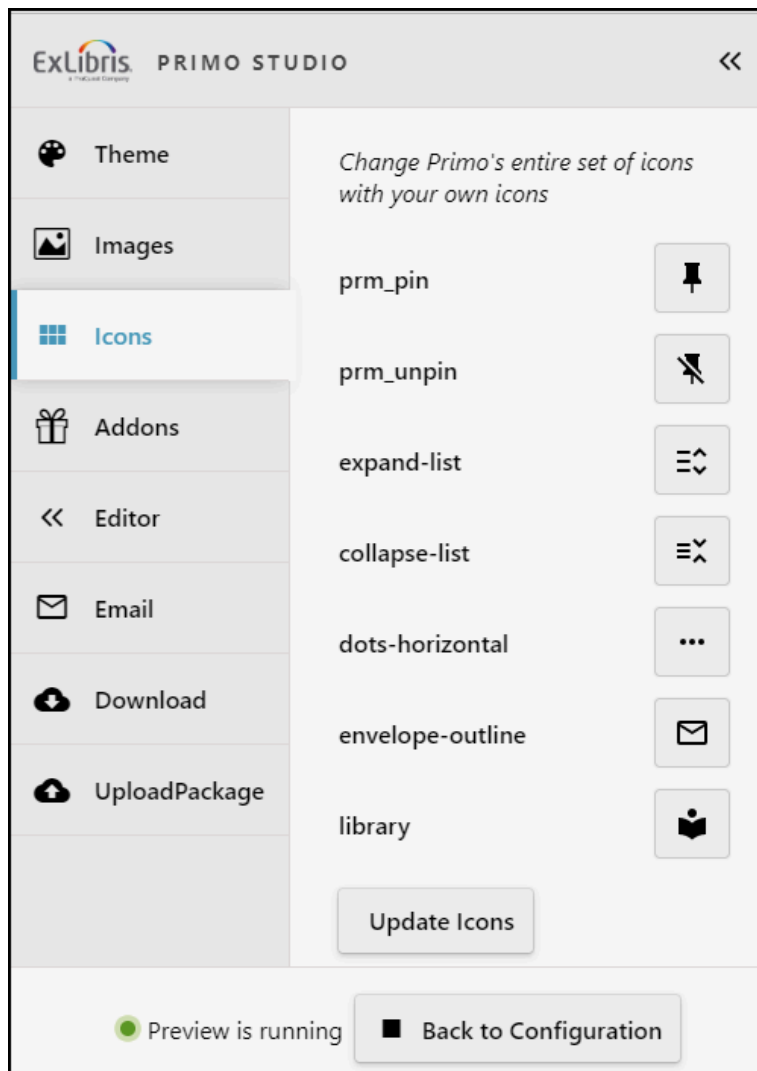 ExLibris PRIMO STUDIO
a ProQuest Company
Theme
Images
Icons
Addons
Editor
Email
Download
UploadPackage
Change Primo's entire set of icons
with your own icons
prm_pin
prm_unpin
expand-list
collapse-list
dots-horizontal
envelope-outline
library
Update Icons
Preview is running
Back to Configuration